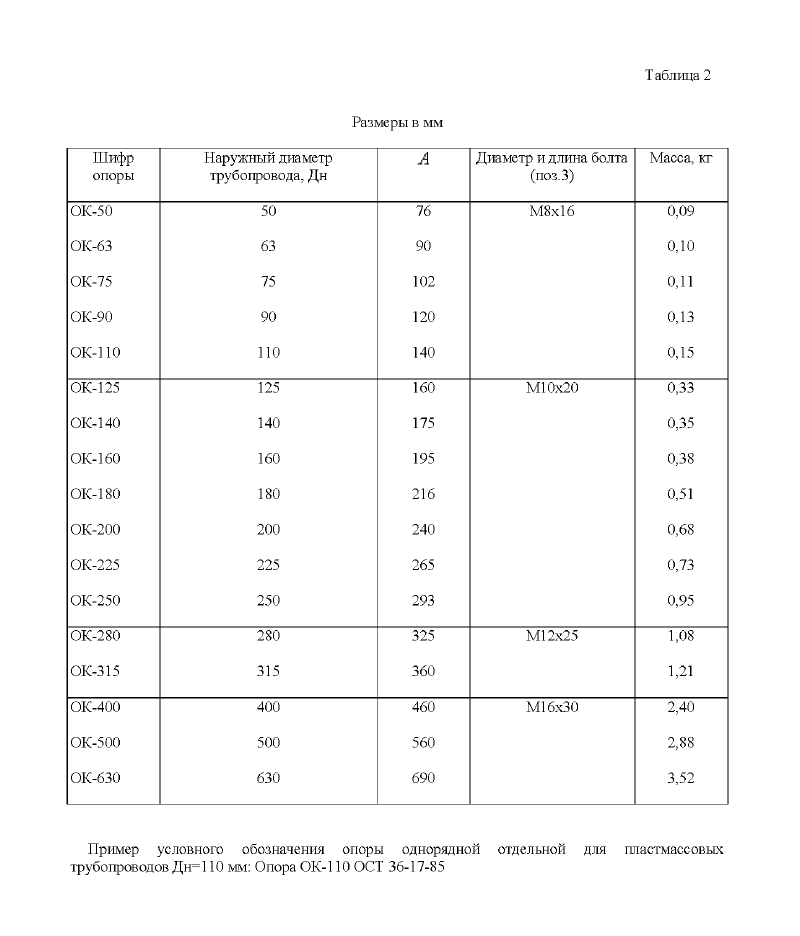 Таблица 2
Размеры в мм
Шифр опоры | Наружный диаметр трубопровода, Дн | A | Диаметр и длина болта (поз.3) | Масса, кг
ОК-50 50 76 М8х16 0,09
ОК-63 63 90 0,10
ОК-75 75 102 0,11
ОК-90 90 120 0,13
ОК-110 110 140 0,15
ОК-125 125 160 М10х20 0,33
ОК-140 140 175 0,35
ОК-160 160 195 0,38
ОК-180 180 216 0,51
ОК-200 200 240 0,68
ОК-225 225 265 0,73
ОК-250 250 293 0,95
ОК-280 280 325 М12х25 1,08
ОК-315 315 360 1,21
ОК-400 400 460 М16х30 2,40
ОК-500 500 560 2,88
ОК-630 630 690 3,52
Пример условного обозначения опоры однорядной отдельной для пластмассовых
трубопроводов Дн=110 мм: Опора ОК-110 ОСТ 36-17-85